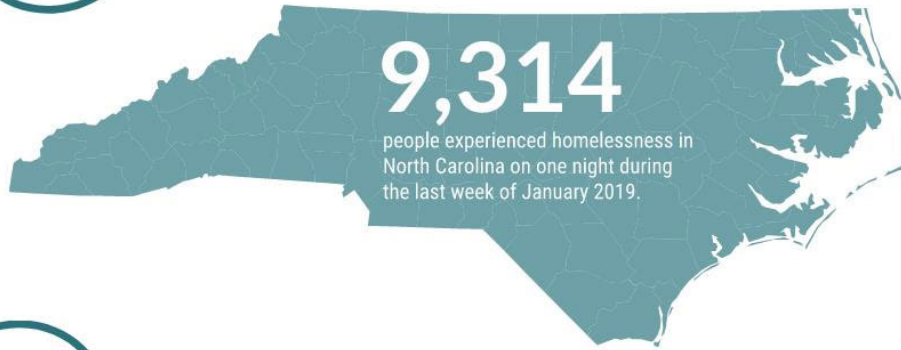 9,314
people experienced homelessness in
North Carolina on one night during
the last week of January 2019.